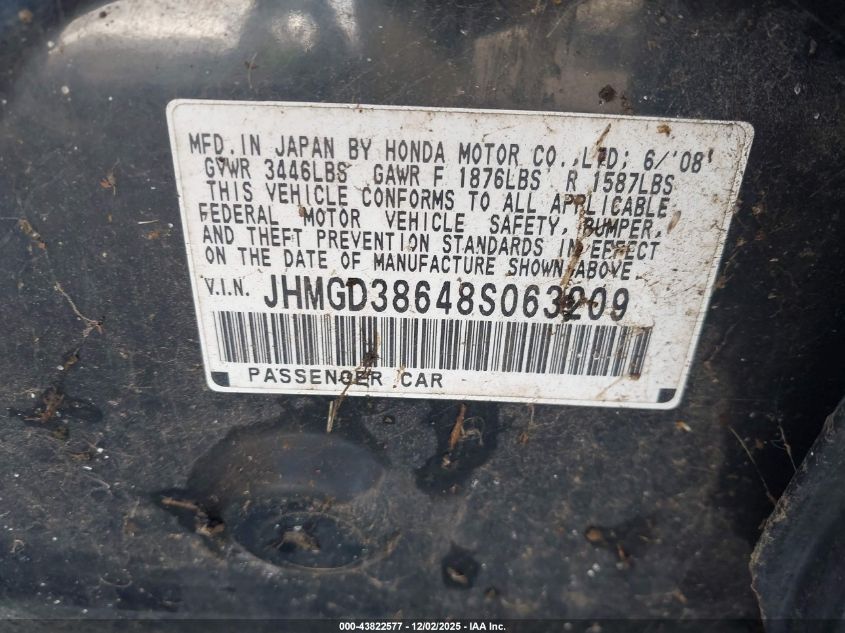 MFD. IN JAPAN BY HONDA MOTOR CO., LTD; 6/'08
GVWR 3446LBS GAWR F 1876LBS R 1587LBS
THIS VEHICLE CONFORMS TO ALL APPLICABLE
FEDERAL MOTOR VEHICLE SAFETY, BUMPER,
AND THEFT PREVENTION STANDARDS IN EFFECT
ON THE DATE OF MANUFACTURE SHOWN ABOVE.
V.I.N. JHMGD38648S063209
PASSENGER CAR
000-43822577 - 12/02/2025 - IAA Inc.